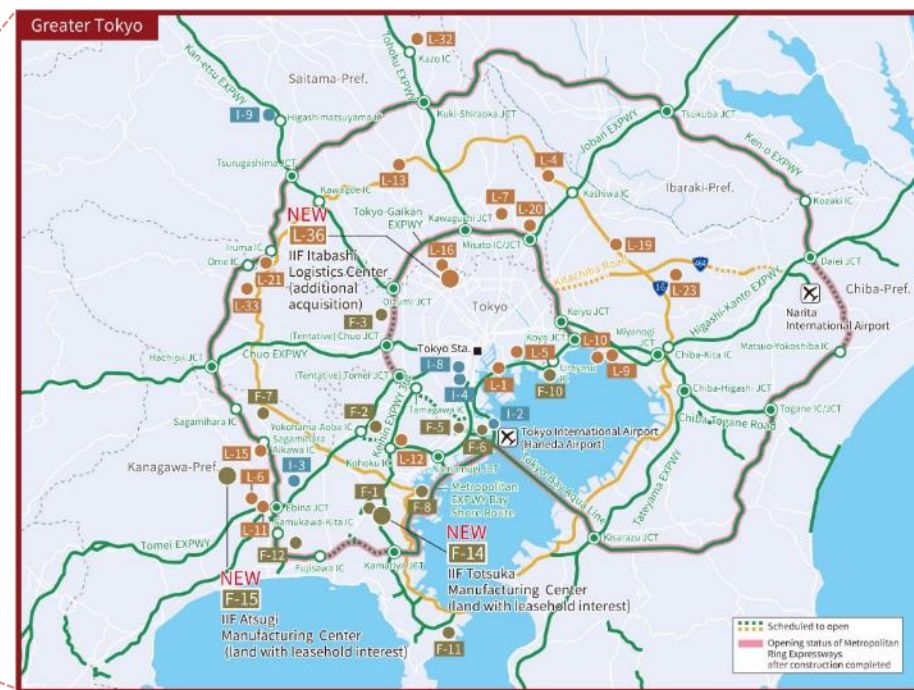 Greater Tokyo
L-32
Kazo IC
Kan-etsu EXPWY
Tohoku EXPWY
Saitama-Pref.
I-9
Higashimatsuyama IC
Kuki-Shiraoka JCT
Tsukuba JCT
Joban EXPWY
Ken-o EXPWY
Tsurugashima JCT
L-13
L-4
Kawagoe IC
L-7
Kashiwa IC
Ibaraki-Pref.
Kozaki IC
NEW
L-36
Tokyo-Gaikan
EXPWY
Kawaguchi JCT
L-20
Misato IC/JCT
L-19
Iruma IC
Ome IC
IIF Itabashi
Logistics Center
(additional
acquisition)
L-16
Kitachiba Road
464
Daiei JCT
L-21
L-33
Oizumi JCT
Tokyo
16
L-23
Higashi-Kanto EXPWY
Chiba-Pref.
Narita
International Airport
F-3
Keiyo JCT
(Tentative) Chuo JCT
Koya JCT
Miyanogi
JCT
Matsuo-Yokoshiba IC
Hachioji JCT
Chuo EXPWY
Tokyo Sta.
L-5
L-10
Urayasu
L-9
Chiba-Kita IC
(Tentative) Tomei JCT
I-8
L-1
F-10
I-4
Chiba-Higashi JCT
F-7
Tamagawa IC
Sagamihara IC
F-2
Yokohama-Aoba IC
Keihin EXPWY 3rd
F-5
I-2
F-6
Tokyo International Airport
(Haneda Airport)
Chiba-Togane Road
Togane IC/JCT
Sagamihara
Aikawa IC
L-15
Kohoku IC
L-12
Namamugi JCT
Kanagawa-Pref.
I-3
L-6
Tokyo Bay Aqua Line
Tateyama EXPWY
Metropolitan
EXPWY Bay
Shore Route
F-1
F-8
L-11
Ebina JCT
Samukawa-Kita IC
Tomei EXPWY
F-12
Fujisawa IC
Kamariya JCT
Kisarazu JCT
NEW
F-14
IIF Totsuka
Manufacturing Center
(land with leasehold interest)
NEW
F-15
IIF Atsugi
Manufacturing Center
(land with leasehold interest)
F-11
Scheduled to open
Opening status of Metropolitan
Ring Expressways
after construction completed